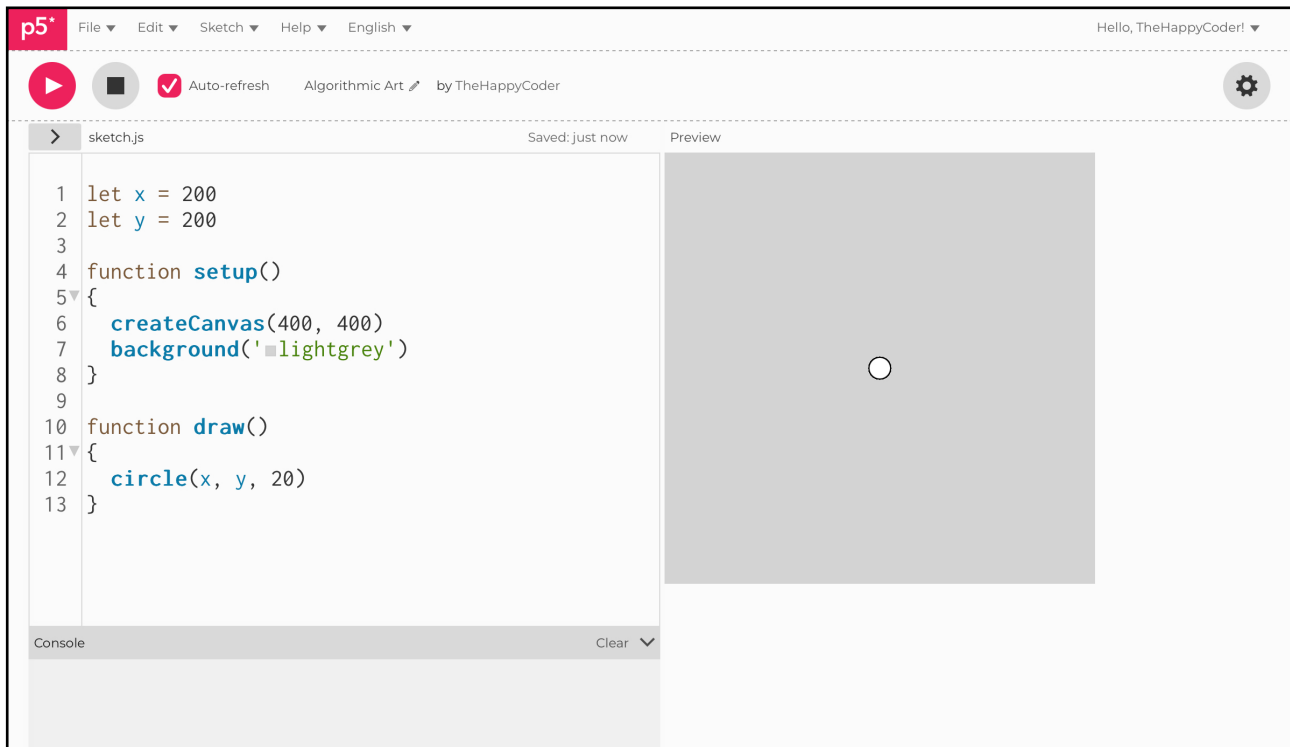 p5* File Edit Sketch Help English Hello, TheHappyCoder!
Auto-refresh Algorithmic Art by TheHappyCoder
sketch.js Saved: just now Preview
1 let x = 200
2 let y = 200
3
4 function setup()
5 {
6 createCanvas(400, 400)
7 background('lightgrey')
8 }
9
10 function draw()
11 {
12 circle(x, y, 20)
13 }
Console Clear